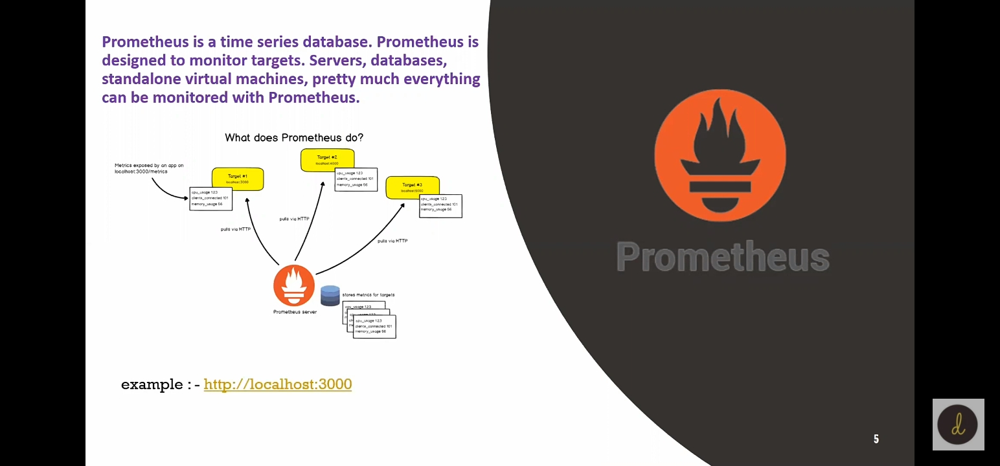 Prometheus is a time series database. Prometheus is
designed to monitor targets. Servers, databases,
standalone virtual machines, pretty much everything
can be monitored with Prometheus.
What does Prometheus do?
Metrics exposed by an app on
localhost:3000/metrics
Target #1
localhost:3000
cpu_usage 123
clients_connected 101
memory_usage 56
Target #2
localhost:4000
cpu_usage 123
clients_connected 101
memory_usage 56
Target #3
localhost:5000
cpu_usage 123
clients_connected 101
memory_usage 56
pulls via HTTP
pulls via HTTP
pulls via HTTP
Prometheus server
stores metrics for targets
cpu_usage 123
cpu_usage 123
clients_connected 101
memory_usage 56
example : - http://localhost:3000
Prometheus
5
d